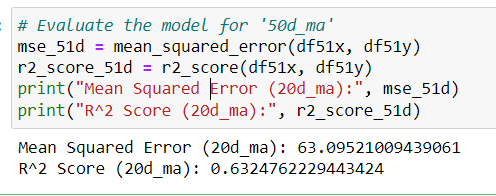 # Evaluate the model for '50d_ma'
mse_51d = mean_squared_error(df51x, df51y)
r2_score_51d = r2_score(df51x, df51y)
print("Mean Squared Error (20d_ma):", mse_51d)
print("R^2 Score (20d_ma):", r2_score_51d)
Mean Squared Error (20d_ma): 63.09521009439061
R^2 Score (20d_ma): 0.6324762229443424